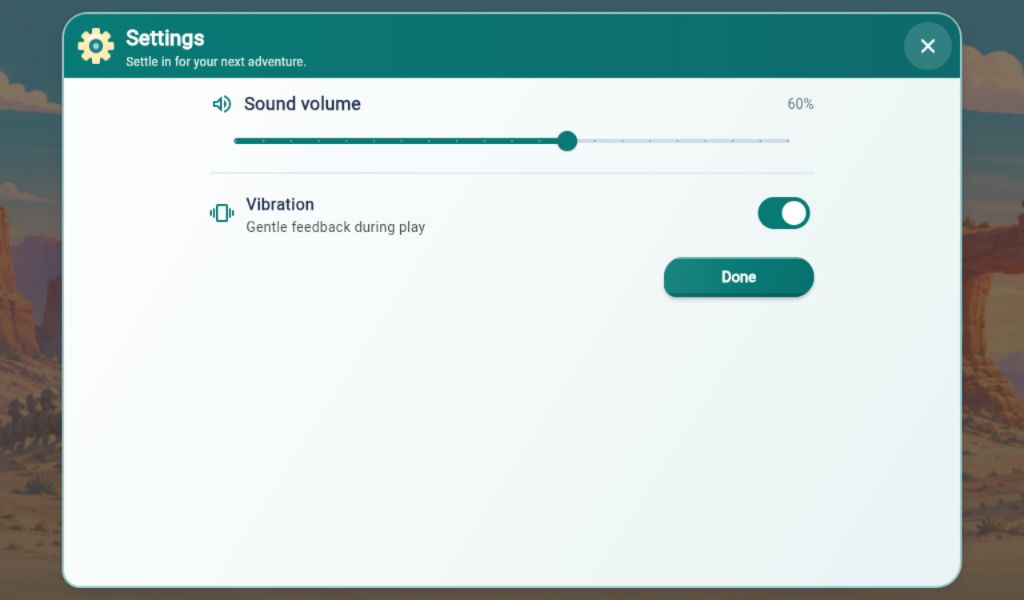 Settings
Settle in for your next adventure.
Sound volume
60%
Vibration
Gentle feedback during play
Done